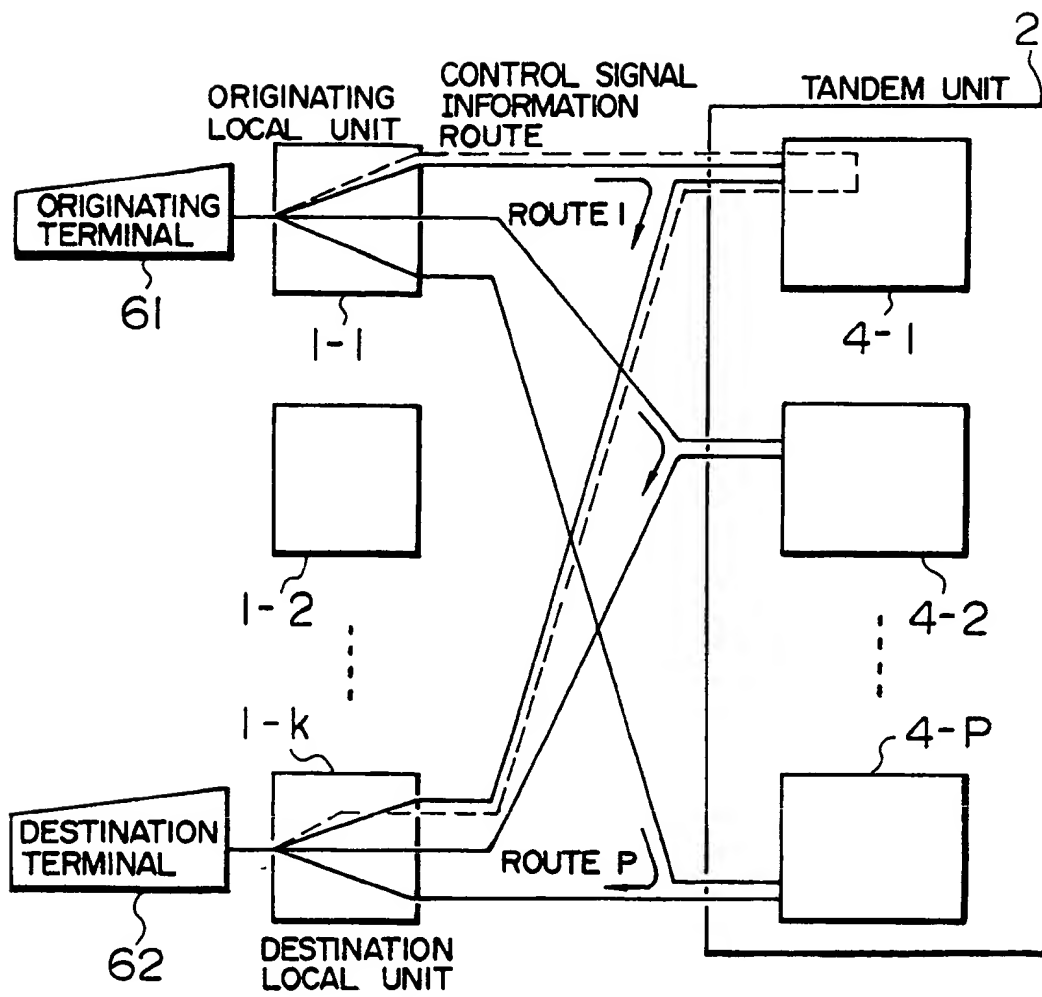 2
CONTROL SIGNAL
INFORMATION
ROUTE
TANDEM UNIT
ORIGINATING
LOCAL UNIT
ORIGINATING
TERMINAL
ROUTE 1
61
1-1
4-1
1-2
4-2
1-k
4-P
DESTINATION
TERMINAL
ROUTE P
62
DESTINATION
LOCAL UNIT